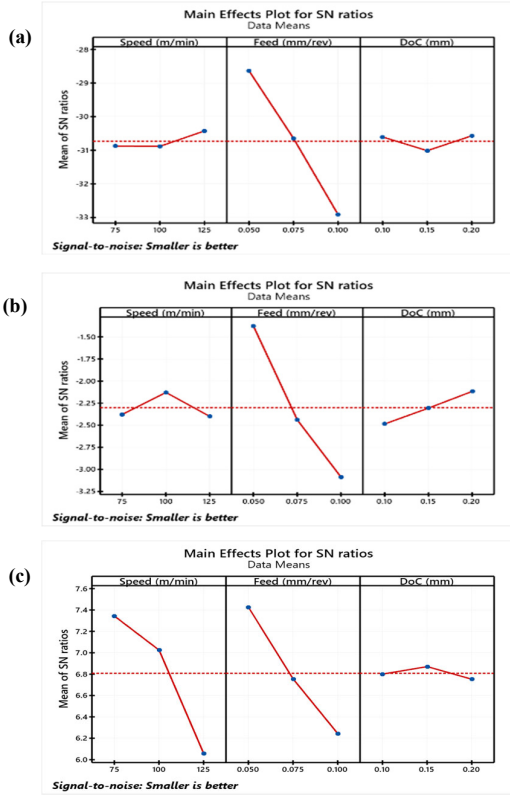 (a)
Main Effects Plot for SN ratios
Data Means
Speed (m/min) Feed (mm/rev) DoC (mm)
Mean of SN ratios
-28
-29
-30
-31
-32
-33
75 100 125 0.050 0.075 0.100 0.10 0.15 0.20
Signal-to-noise: Smaller is better
(b)
Main Effects Plot for SN ratios
Data Means
Speed (m/min) Feed (mm/rev) DoC (mm)
Mean of SN ratios
-1.50
-1.75
-2.00
-2.25
-2.50
-2.75
-3.00
-3.25
75 100 125 0.050 0.075 0.100 0.10 0.15 0.20
Signal-to-noise: Smaller is better
(c)
Main Effects Plot for SN ratios
Data Means
Speed (m/min) Feed (mm/rev) DoC (mm)
Mean of SN ratios
7.6
7.4
7.2
7.0
6.8
6.6
6.4
6.2
6.0
75 100 125 0.050 0.075 0.100 0.10 0.15 0.20
Signal-to-noise: Smaller is better